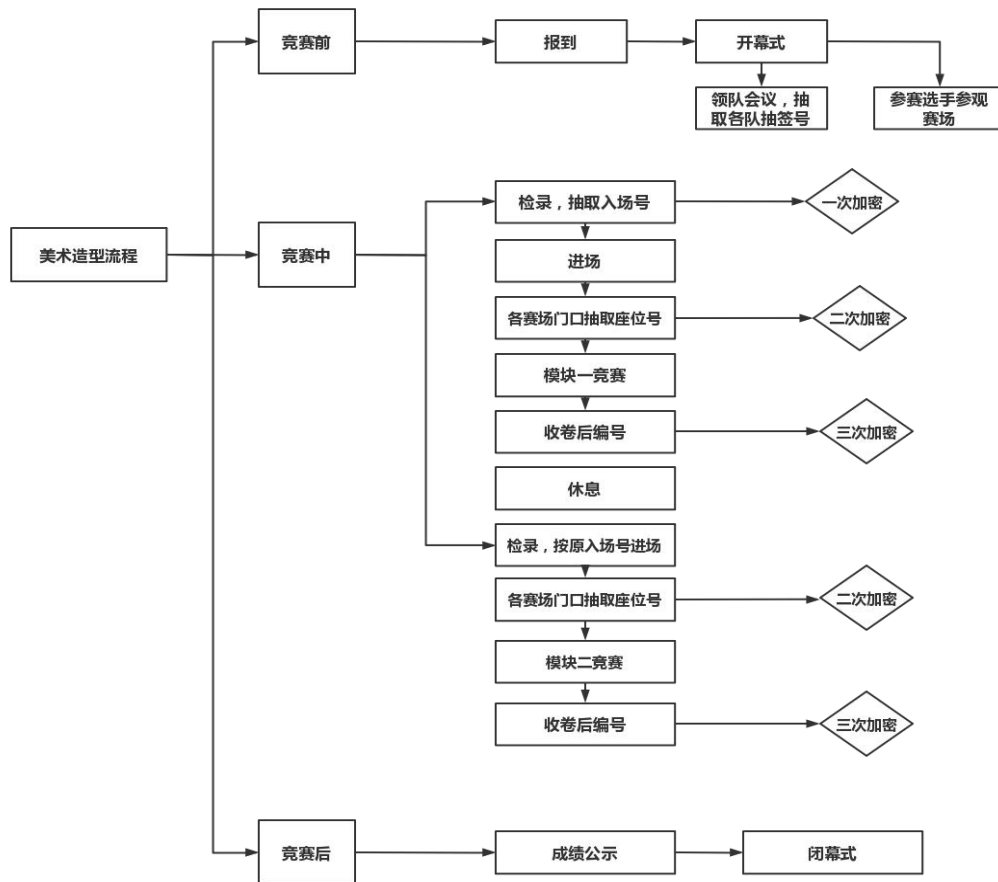 竞赛前
报到
开幕式
领队会议，抽
取各队抽签号
参赛选手参观
赛场
美术造型流程
竞赛中
检录，抽取入场号
一次加密
进场
各赛场门口抽取座位号
二次加密
模块一竞赛
收卷后编号
三次加密
休息
检录，按原入场号进场
各赛场门口抽取座位号
二次加密
模块二竞赛
收卷后编号
三次加密
竞赛后
成绩公示
闭幕式